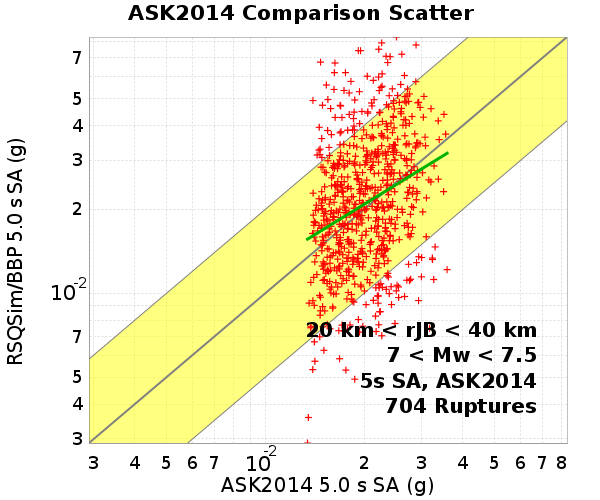 ASK2014 Comparison Scatter
RSQSim/BBP 5.0 s SA (g)
7
5
4
3
2
10⁻²
7
5
4
3
20 km < rJB < 40 km
7 < Mw < 7.5
5s SA, ASK2014
704 Ruptures
3 4 5 6 7 10⁻² 2 3 4 5 6 7 8
ASK2014 5.0 s SA (g)